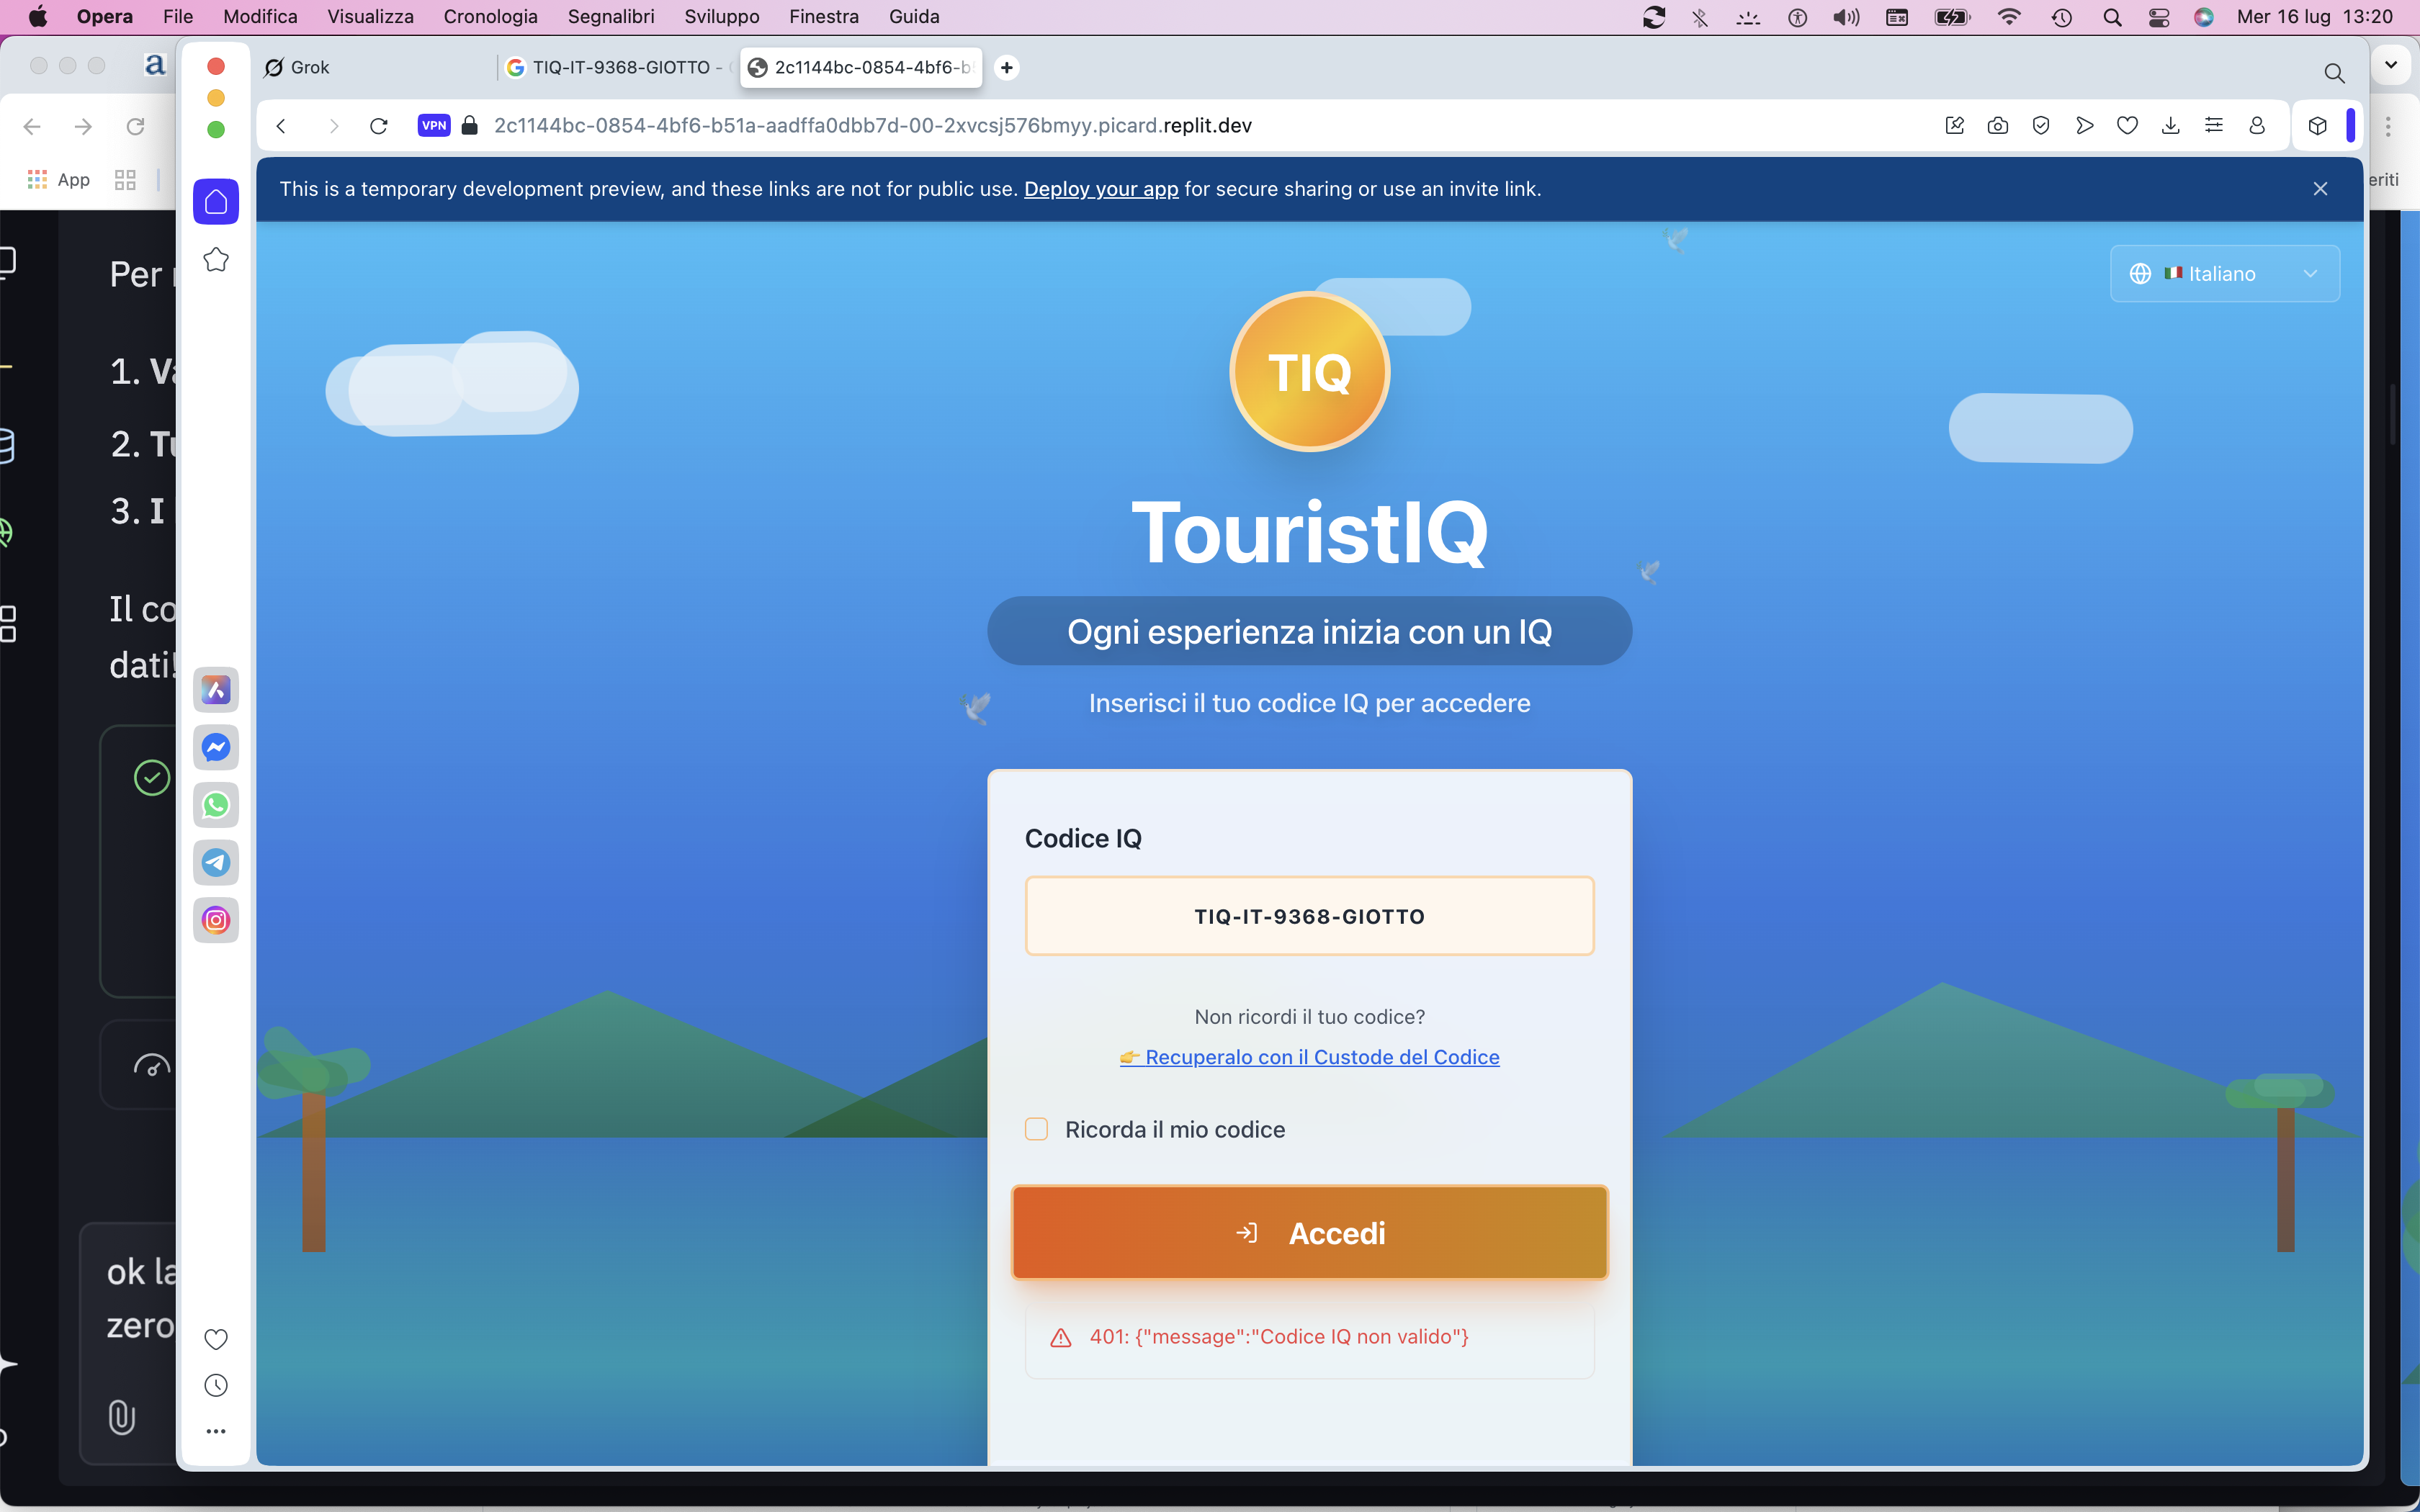 Opera File Modifica Visualizza Cronologia Segnalibri Sviluppo Finestra Guida Mer 16 lug 13:20
a Grok TIQ-IT-9368-GIOTTO - 2c1144bc-0854-4bf6-b5
VPN 2c1144bc-0854-4bf6-b51a-aadffa0dbb7d-00-2xvcsj576bmyy.picard.replit.dev
App
eriti
This is a temporary development preview, and these links are not for public use. Deploy your app for secure sharing or use an invite link.
Per
1.
2.
3. I
Il co
dati!
ok la
zero
Italiano
TIQ
TouristIQ
Ogni esperienza inizia con un IQ
Inserisci il tuo codice IQ per accedere
Codice IQ
TIQ-IT-9368-GIOTTO
Non ricordi il tuo codice?
👉 Recuperalo con il Custode del Codice
Ricorda il mio codice
Accedi
401: {"message":"Codice IQ non valido"}